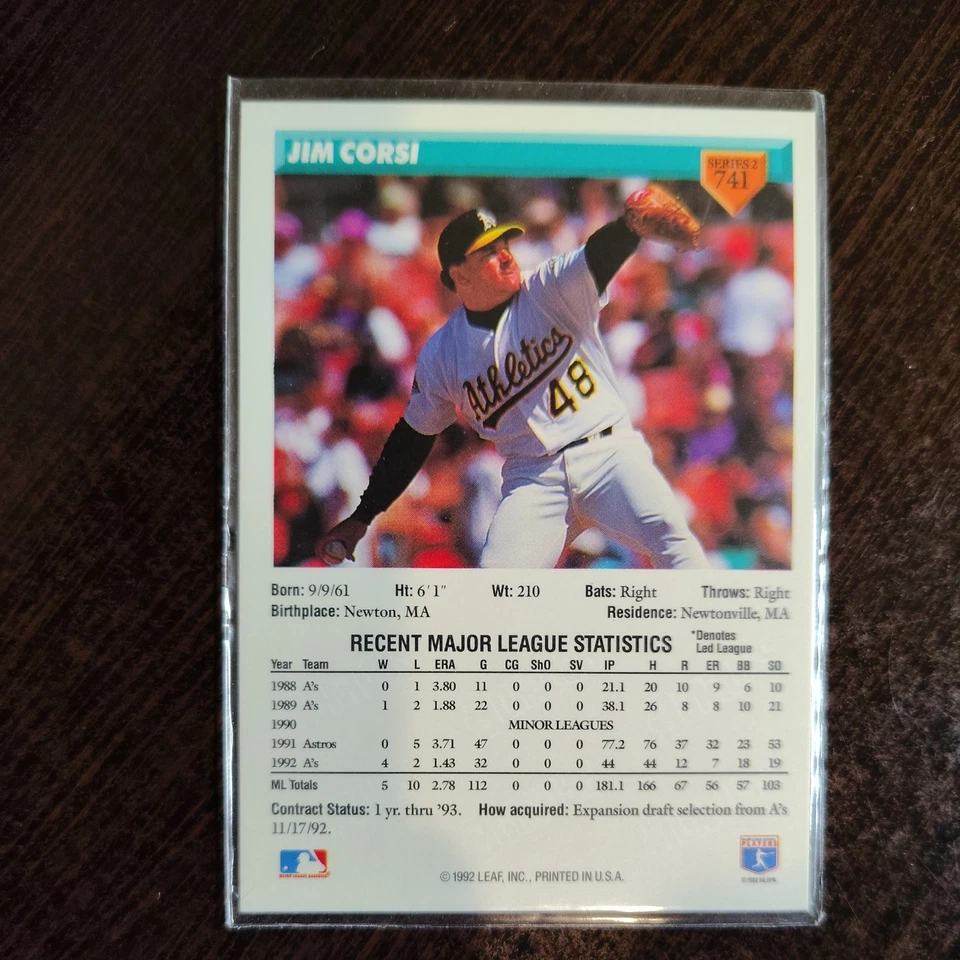 JIM CORSI
SERIES 2
741
A's
Athletics
48
Born: 9/9/61 Ht: 6' 1" Wt: 210 Bats: Right Throws: Right
Birthplace: Newton, MA Residence: Newtonville, MA
RECENT MAJOR LEAGUE STATISTICS *Denotes
Led League
Year Team W L ERA G CG ShO SV IP H R ER BB SO
1988 A's 0 1 3.80 11 0 0 0 21.1 20 10 9 6 10
1989 A's 1 2 1.88 22 0 0 0 38.1 26 8 8 10 21
1990 MINOR LEAGUES
1991 Astros 0 5 3.71 47 0 0 0 77.2 76 37 32 23 53
1992 A's 4 2 1.43 32 0 0 0 44 44 12 7 18 19
ML Totals 5 10 2.78 112 0 0 0 181.1 166 67 56 57 103
Contract Status: 1 yr. thru '93. How acquired: Expansion draft selection from A's
11/17/92.
PLAYERS
© 1992 LEAF, INC., PRINTED IN U.S.A.